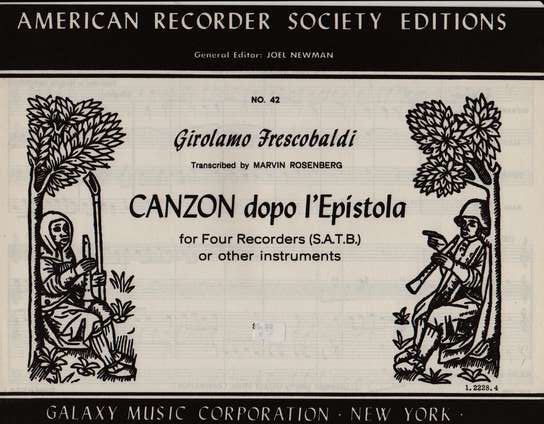 AMERICAN RECORDER SOCIETY EDITIONS
General Editor: JOEL NEWMAN
NO. 42
Girolamo Frescobaldi
Transcribed by MARVIN ROSENBERG
CANZON dopo l'Epistola
for Four Recorders (S.A.T.B.)
or other instruments
1.2228.4
GALAXY MUSIC CORPORATION · NEW YORK ·